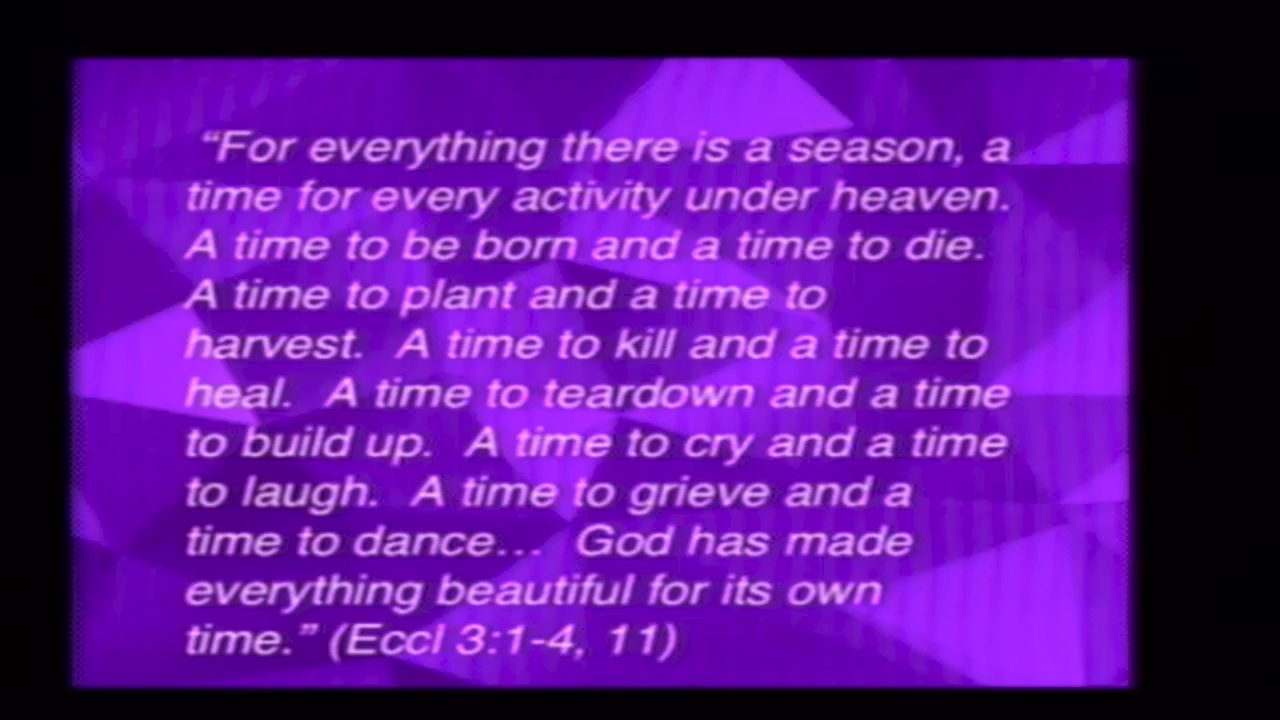 “For everything there is a season, a
time for every activity under heaven.
A time to be born and a time to die.
A time to plant and a time to
harvest.  A time to kill and a time to
heal.  A time to teardown and a time
to build up.  A time to cry and a time
to laugh.  A time to grieve and a
time to dance…  God has made
everything beautiful for its own
time.” (Eccl 3:1-4, 11)